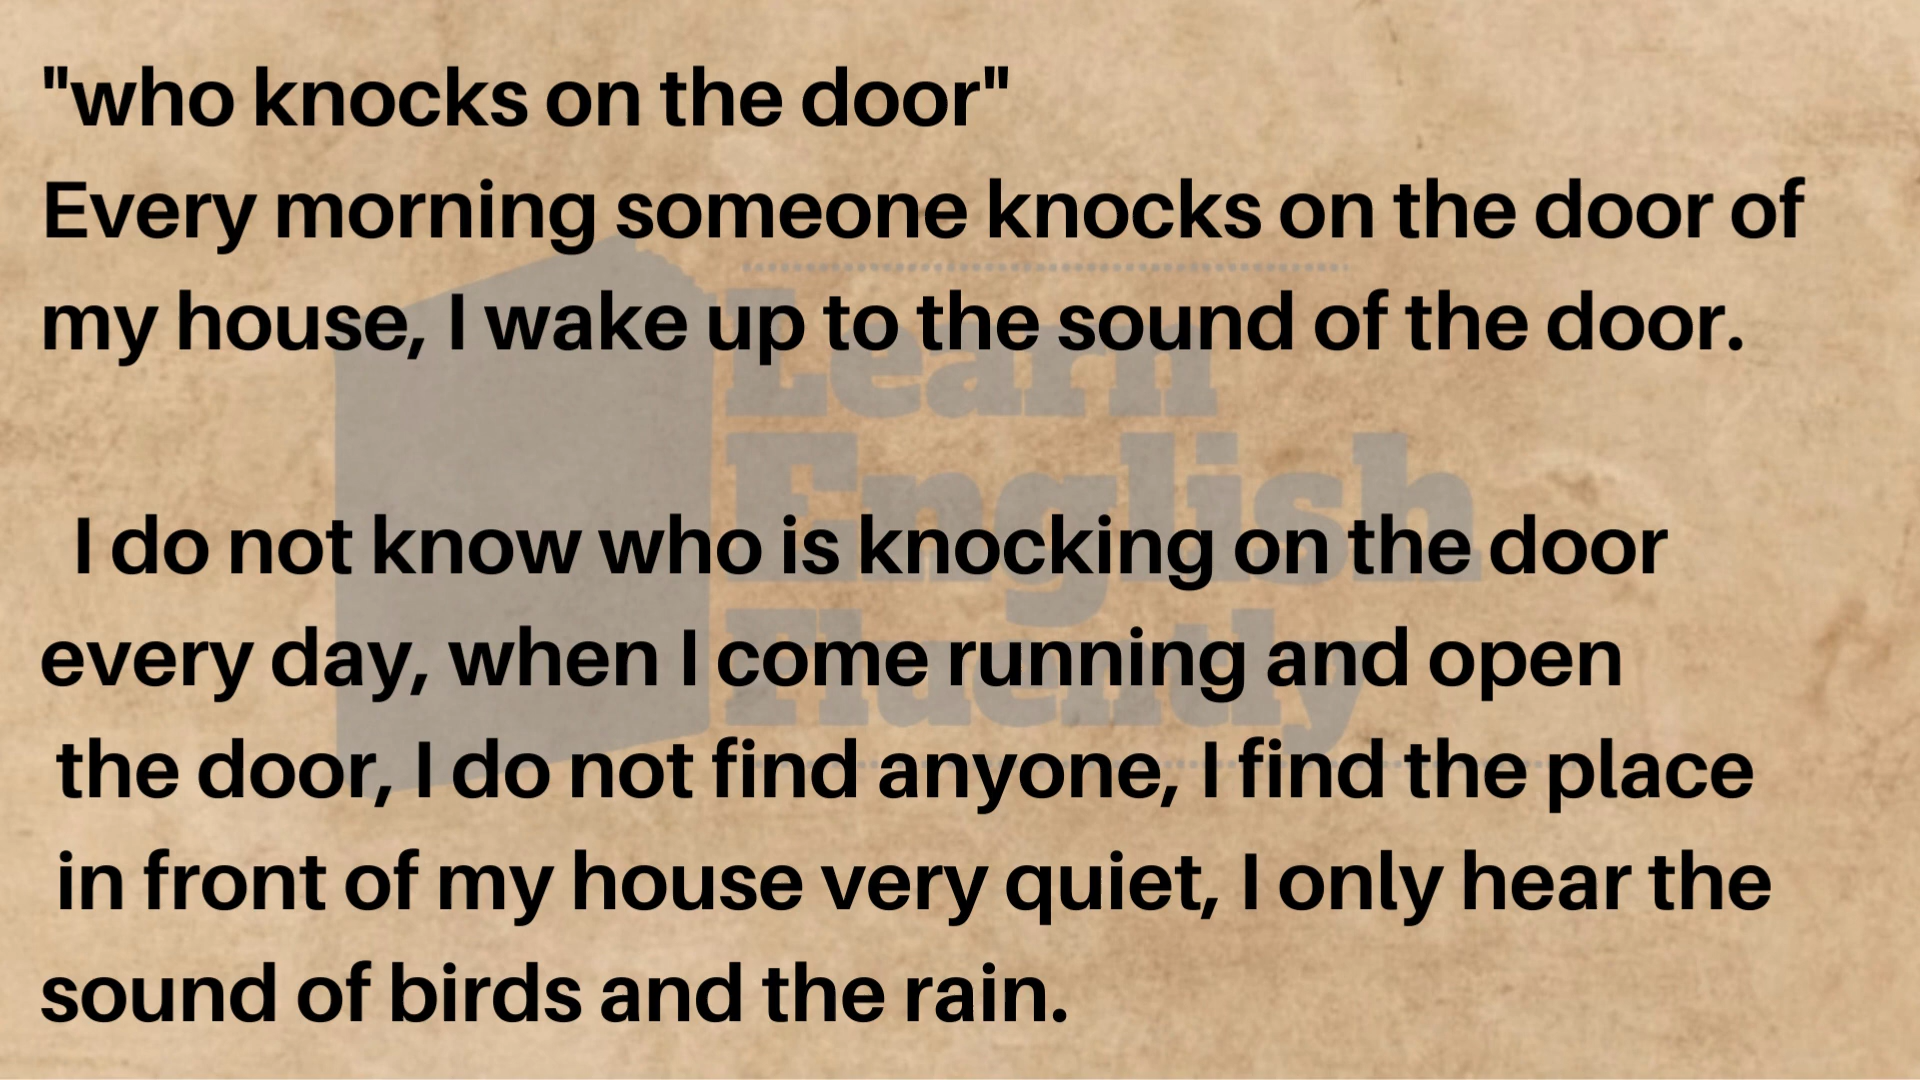 "who knocks on the door"
Every morning someone knocks on the door of
my house, I wake up to the sound of the door.
I do not know who is knocking on the door
every day, when I come running and open
the door, I do not find anyone, I find the place
in front of my house very quiet, I only hear the
sound of birds and the rain.
Learn
English
Fluently